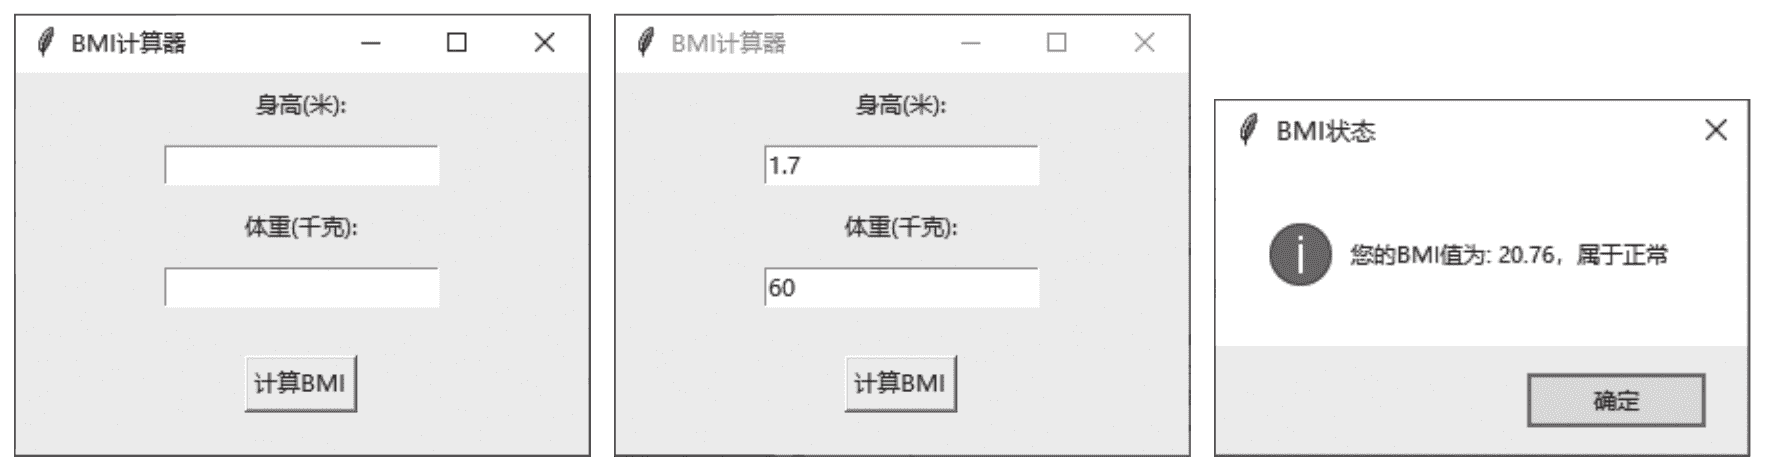 BMI计算器
身高(米):
体重(千克):
计算BMI
BMI计算器
身高(米):
1.7
体重(千克):
60
计算BMI
BMI状态
您的BMI值为: 20.76，属于正常
确定